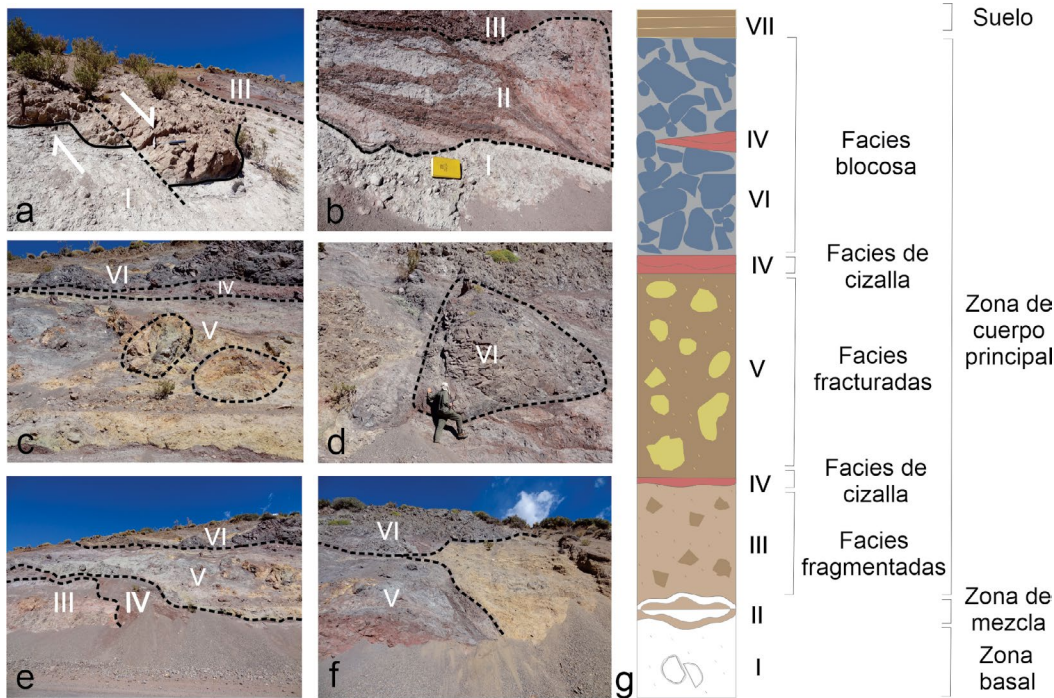 III
I
a
III
II
I
b
VI
IV
V
c
VI
d
VI
V
III
IV
e
VI
V
f
g
VII
Suelo
IV
VI
Facies
blocosa
IV
Facies de
cizalla
V
Facies
fracturadas
Zona de
cuerpo
principal
IV
Facies de
cizalla
III
Facies
fragmentadas
II
Zona de
mezcla
I
Zona
basal